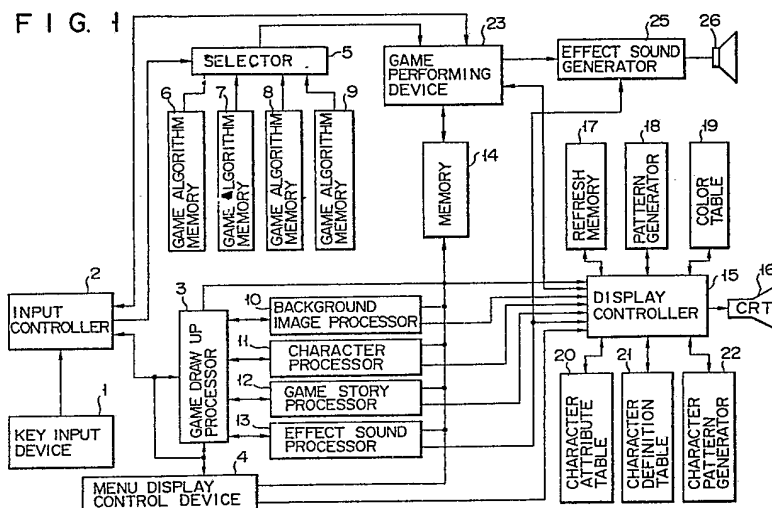 FIG. 1
SELECTOR
5
GAME
PERFORMING
DEVICE
23
EFFECT SOUND
GENERATOR
25
26
6
GAME ALGORITHM
MEMORY
7
GAME ALGORITHM
MEMORY
8
GAME ALGORITHM
MEMORY
9
GAME ALGORITHM
MEMORY
MEMORY
14
17
REFRESH
MEMORY
18
PATTERN
GENERATOR
19
COLOR
TABLE
2
INPUT
CONTROLLER
3
GAME DRAW UP
PROCESSOR
10
BACKGROUND
IMAGE PROCESSOR
11
CHARACTER
PROCESSOR
12
GAME STORY
PROCESSOR
13
EFFECT SOUND
PROCESSOR
15
DISPLAY
CONTROLLER
16
CRT
1
KEY INPUT
DEVICE
4
MENU DISPLAY
CONTROL DEVICE
20
CHARACTER
ATTRIBUTE
TABLE
21
CHARACTER
DEFINITION
TABLE
22
CHARACTER
PATTERN
GENERATOR